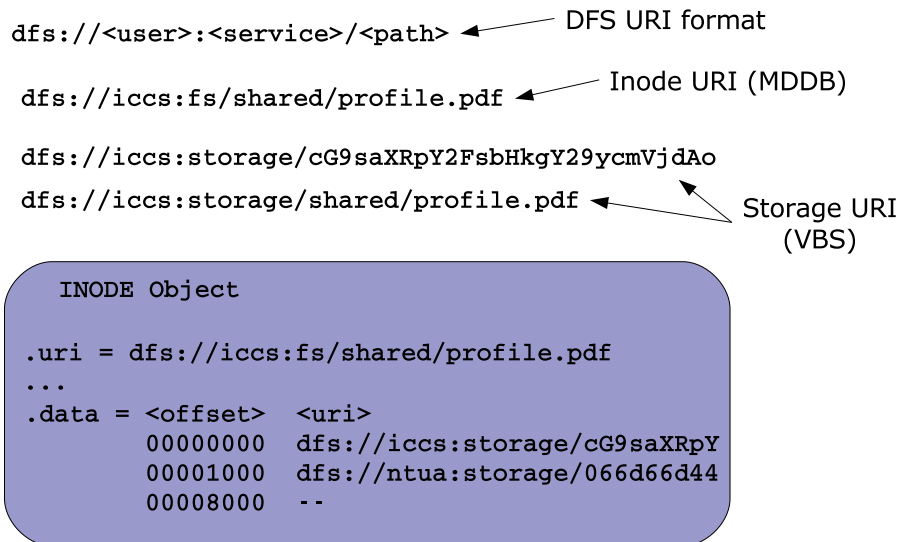 dfs://<user>:<service>/<path>
DFS URI format
dfs://iccs:fs/shared/profile.pdf
Inode URI (MDDB)
dfs://iccs:storage/cG9saXRpY2FsbHkgY29ycmVjdAo
dfs://iccs:storage/shared/profile.pdf
Storage URI
(VBS)
INODE Object
.uri = dfs://iccs:fs/shared/profile.pdf
...
.data = <offset> <uri>
00000000 dfs://iccs:storage/cG9saXRpY
00001000 dfs://ntua:storage/066d66d44
00008000 --